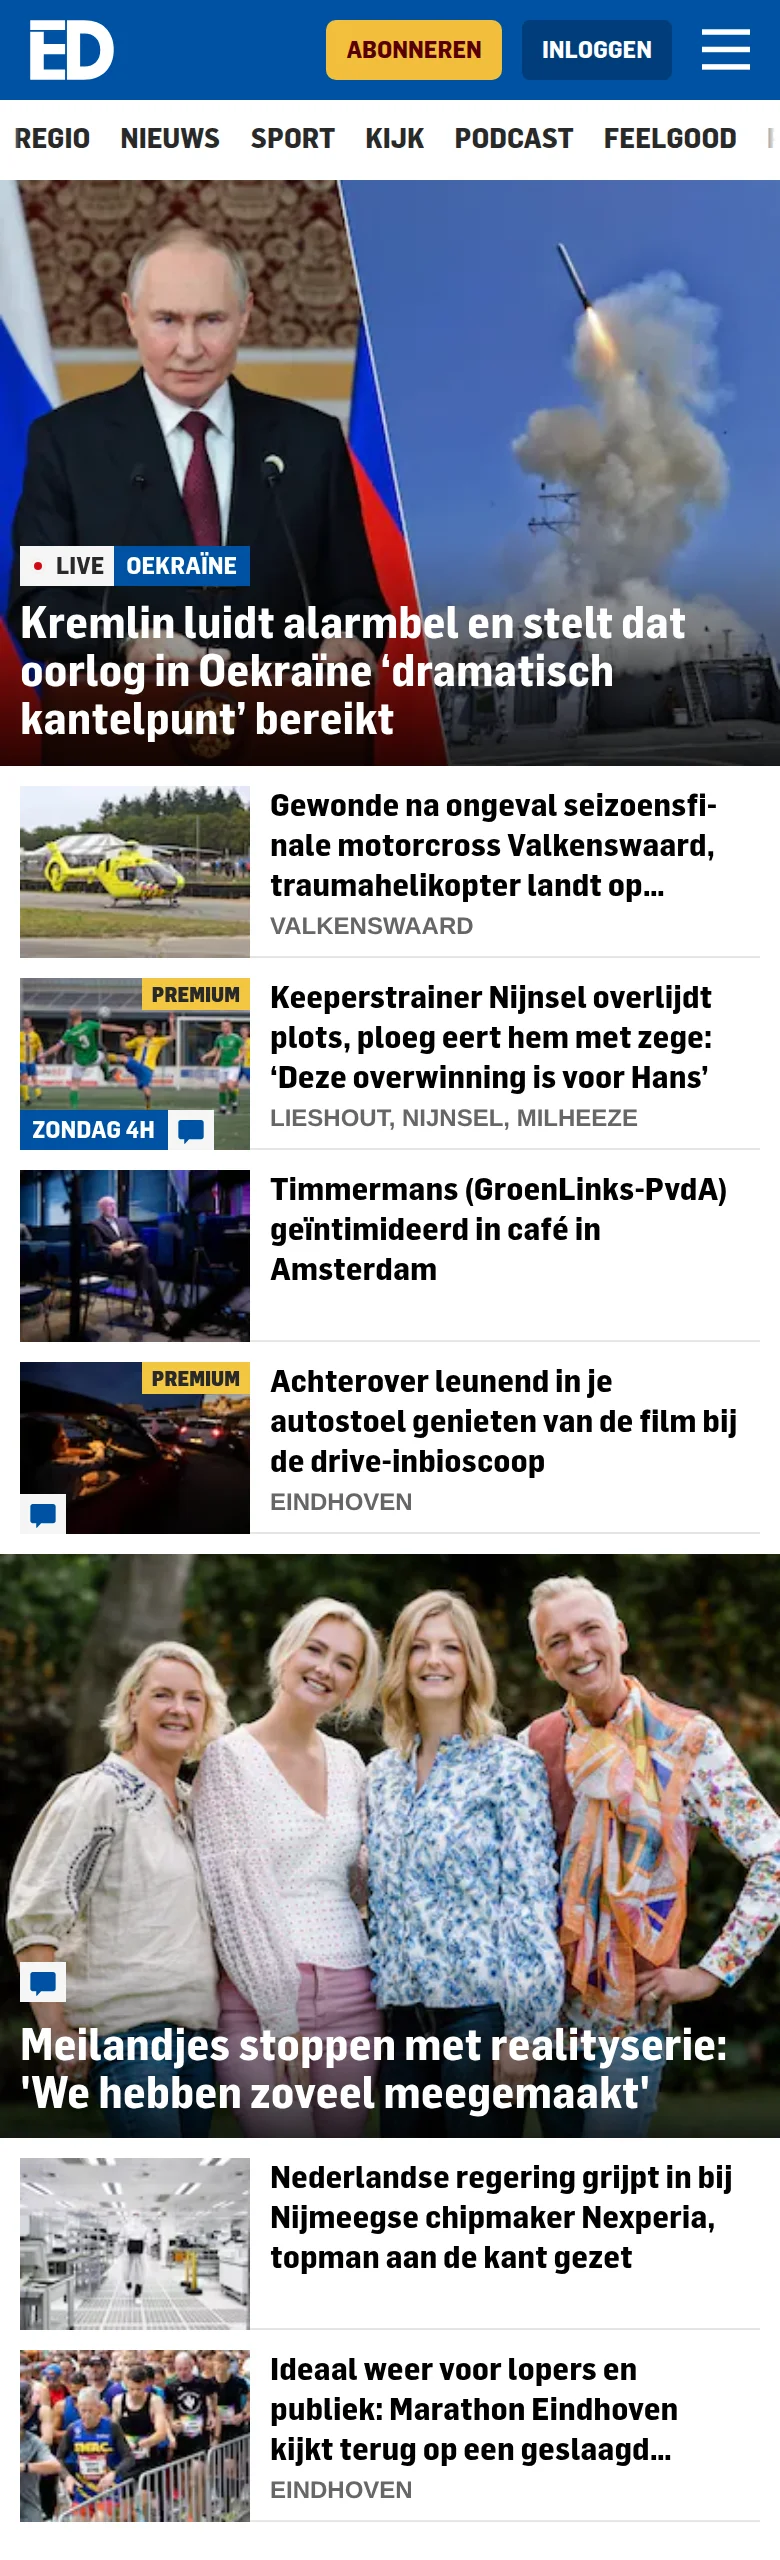 ED
ABONNEREN
INLOGGEN
REGIO NIEUWS SPORT KIJK PODCAST FEELGOOD
LIVE OEKRAÏNE
Kremlin luidt alarmbel en stelt dat
oorlog in Oekraïne ‘dramatisch
kantelpunt’ bereikt
Gewonde na ongeval seizoensfi-
nale motorcross Valkenswaard,
traumahelikopter landt op...
VALKENSWAARD
PREMIUM
ZONDAG 4H
Keeperstrainer Nijnsel overlijdt
plots, ploeg eert hem met zege:
‘Deze overwinning is voor Hans’
LIESHOUT, NIJNSEL, MILHEEZE
Timmermans (GroenLinks-PvdA)
geïntimideerd in café in
Amsterdam
PREMIUM
Achterover leunend in je
autostoel genieten van de film bij
de drive-inbioscoop
EINDHOVEN
Meilandjes stoppen met realityserie:
'We hebben zoveel meegemaakt'
Nederlandse regering grijpt in bij
Nijmeegse chipmaker Nexperia,
topman aan de kant gezet
Ideaal weer voor lopers en
publiek: Marathon Eindhoven
kijkt terug op een geslaagd...
EINDHOVEN